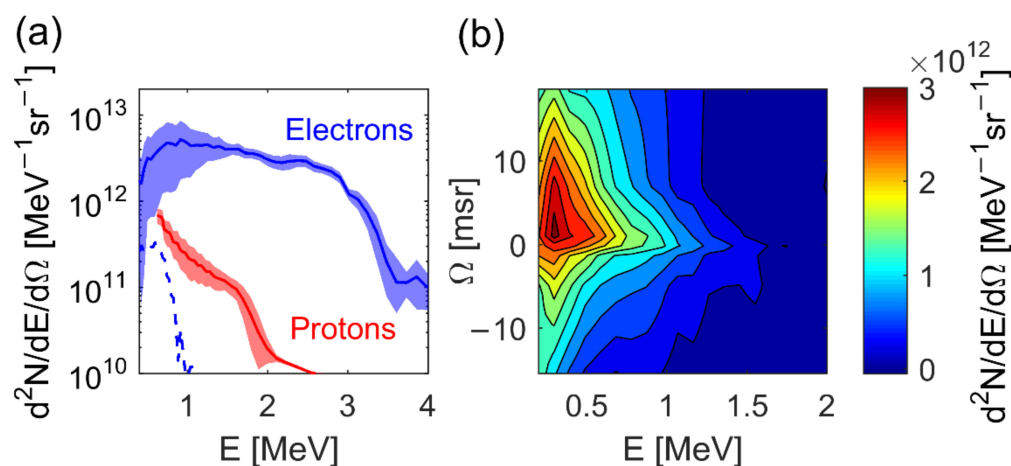 (a)
d²N/dE/dΩ [MeV⁻¹sr⁻¹]
10¹³
10¹²
10¹¹
10¹⁰
Electrons
Protons
1 2 3 4
E [MeV]
(b)
Ω [msr]
10
0
−10
0.5 1 1.5 2
E [MeV]
×10¹²
3
2
1
0
d²N/dE/dΩ [MeV⁻¹sr⁻¹]